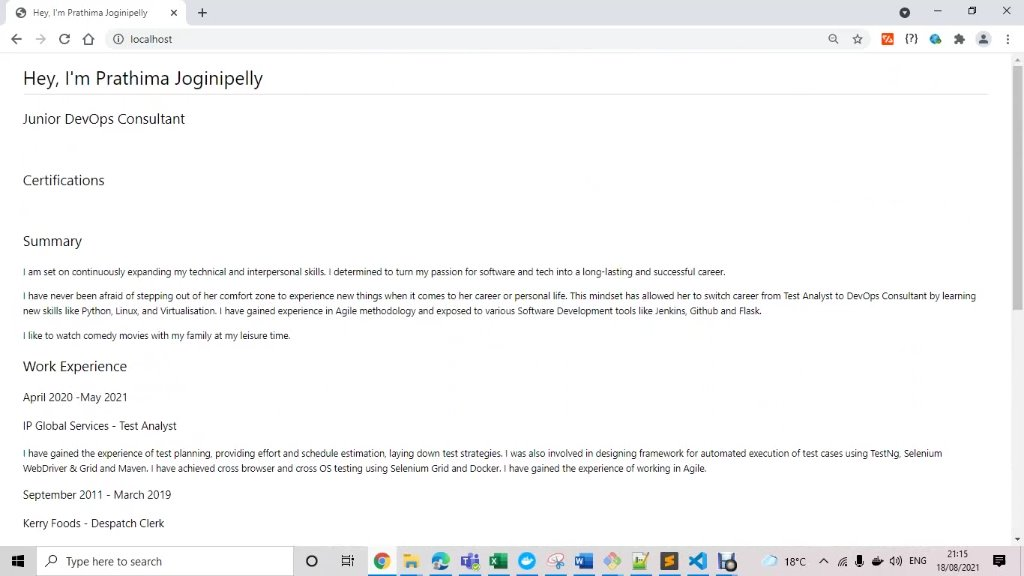 Hey, I'm Prathima Joginipelly
localhost
Hey, I'm Prathima Joginipelly
Junior DevOps Consultant
Certifications
Summary
I am set on continuously expanding my technical and interpersonal skills. I determined to turn my passion for software and tech into a long-lasting and successful career.
I have never been afraid of stepping out of her comfort zone to experience new things when it comes to her career or personal life. This mindset has allowed her to switch career from Test Analyst to DevOps Consultant by learning
new skills like Python, Linux, and Virtualisation. I have gained experience in Agile methodology and exposed to various Software Development tools like Jenkins, Github and Flask.
I like to watch comedy movies with my family at my leisure time.
Work Experience
April 2020 -May 2021
IP Global Services - Test Analyst
I have gained the experience of test planning, providing effort and schedule estimation, laying down test strategies. I was also involved in designing framework for automated execution of test cases using TestNg, Selenium
WebDriver & Grid and Maven. I have achieved cross browser and cross OS testing using Selenium Grid and Docker. I have gained the experience of working in Agile.
September 2011 - March 2019
Kerry Foods - Despatch Clerk
Type here to search
18°C
ENG
21:15
18/08/2021